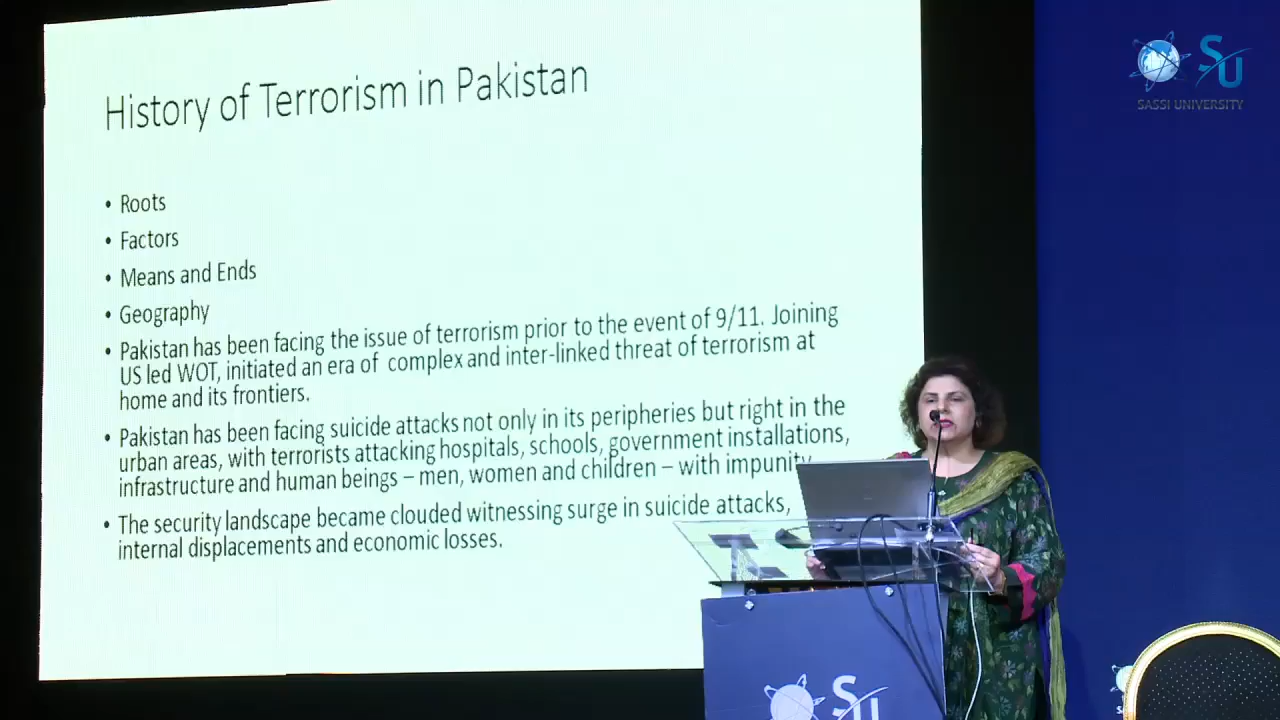 History of Terrorism in Pakistan
• Roots
• Factors
• Means and Ends
• Geography
• Pakistan has been facing the issue of terrorism prior to the event of 9/11. Joining
US led WOT, initiated an era of complex and inter-linked threat of terrorism at
home and its frontiers.
• Pakistan has been facing suicide attacks not only in its peripheries but right in the
urban areas, with terrorists attacking hospitals, schools, government installations,
infrastructure and human beings – men, women and children – with impunity
• The security landscape became clouded witnessing surge in suicide attacks,
internal displacements and economic losses.
SU
SASSI UNIVERSITY
SU